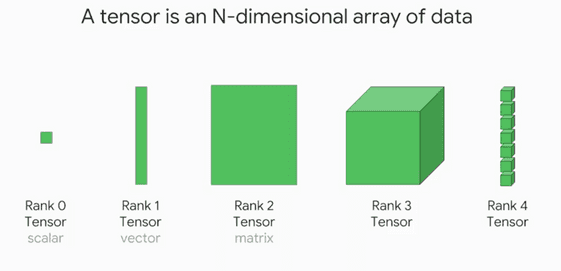 A tensor is an N-dimensional array of data
Rank 0
Tensor
scalar
Rank 1
Tensor
vector
Rank 2
Tensor
matrix
Rank 3
Tensor
Rank 4
Tensor